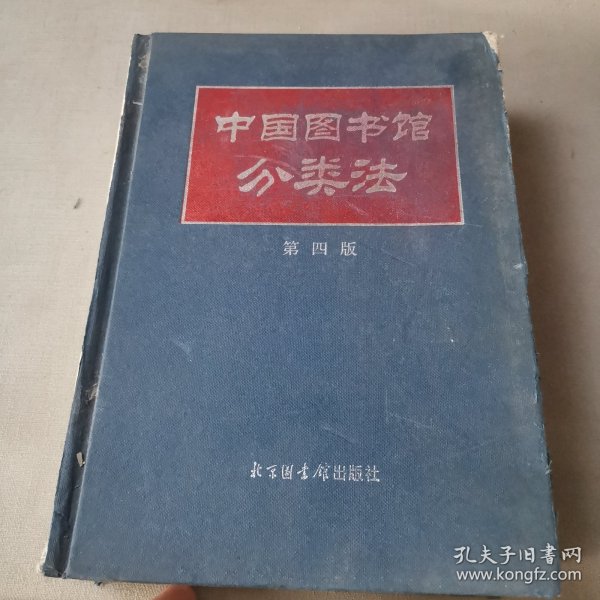 中国图书馆
分类法
第四版
北京图书馆出版社
孔夫子旧书网
www.kongfz.com